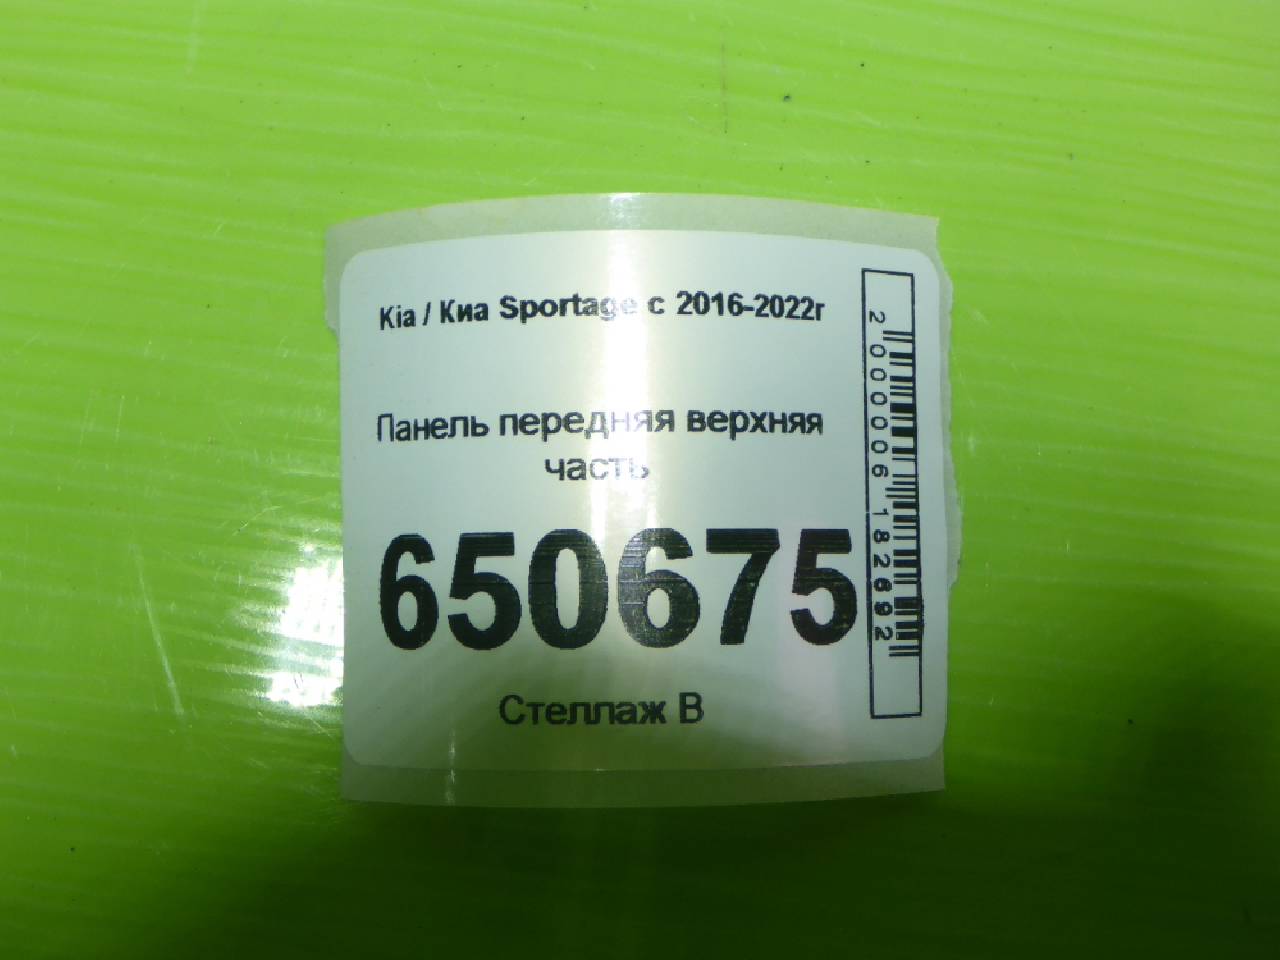 Kia / Киа Sportage с 2016-2022г
Панель передняя верхняя
часть
650675
Стеллаж В
2000006182692